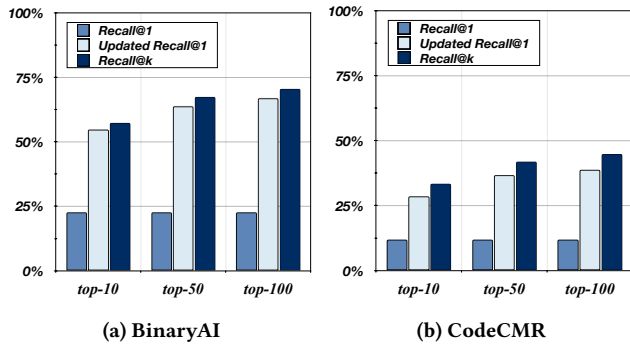 100%
75%
50%
25%
0%
Recall@1
Updated Recall@1
Recall@k
top-10 top-50 top-100
(a) BinaryAI
100%
75%
50%
25%
0%
Recall@1
Updated Recall@1
Recall@k
top-10 top-50 top-100
(b) CodeCMR